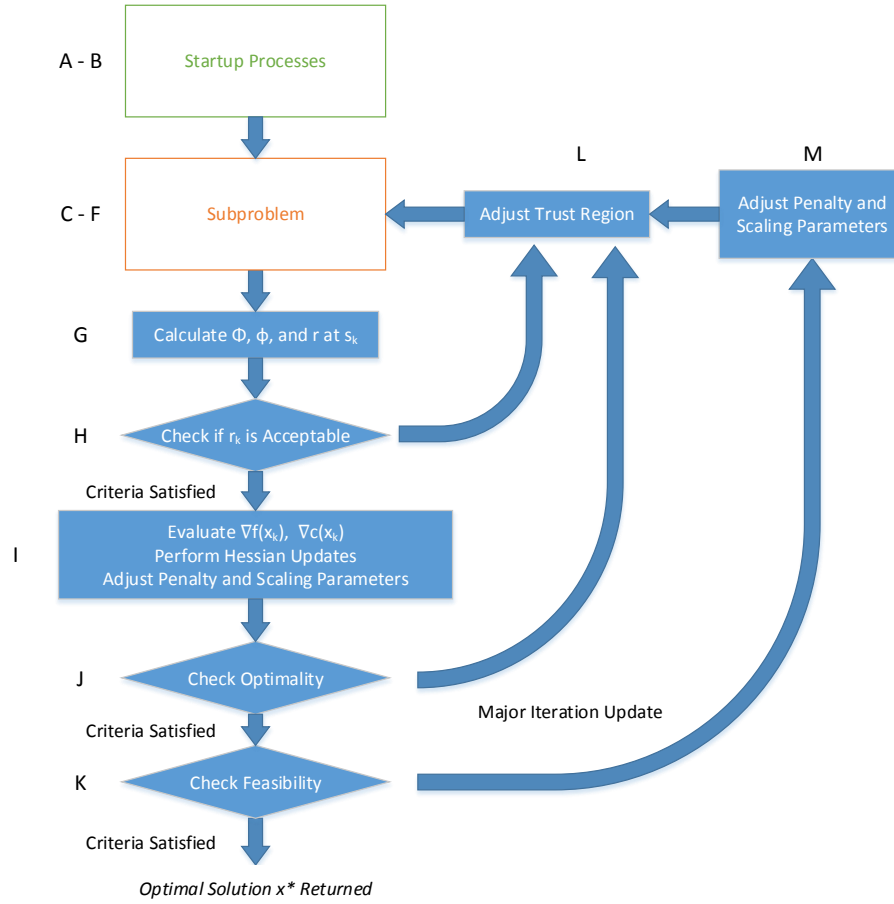 A - B
Startup Processes
L
M
C - F
Subproblem
Adjust Trust Region
Adjust Penalty and
Scaling Parameters
G
Calculate Φ, ϕ, and r at sₖ
H
Check if rₖ is Acceptable
Criteria Satisfied
I
Evaluate ∇f(xₖ), ∇c(xₖ)
Perform Hessian Updates
Adjust Penalty and Scaling Parameters
J
Check Optimality
Major Iteration Update
Criteria Satisfied
K
Check Feasibility
Criteria Satisfied
Optimal Solution x* Returned